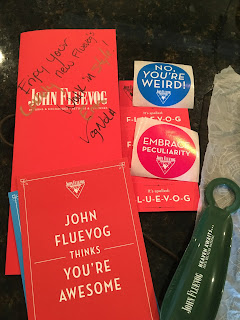 Enjoy your
new Fluevogs!
JOHN FLUEVOG
NO,
YOU'RE
WEIRD!
It's spelled:
F-L-U-E-V-O-G
EMBRACE
PECULIARITY
It's spelled:
F-L-U-E-V-O-G
JOHN
FLUEVOG
THINKS
YOU'RE
AWESOME
JOHN FLUEVOG